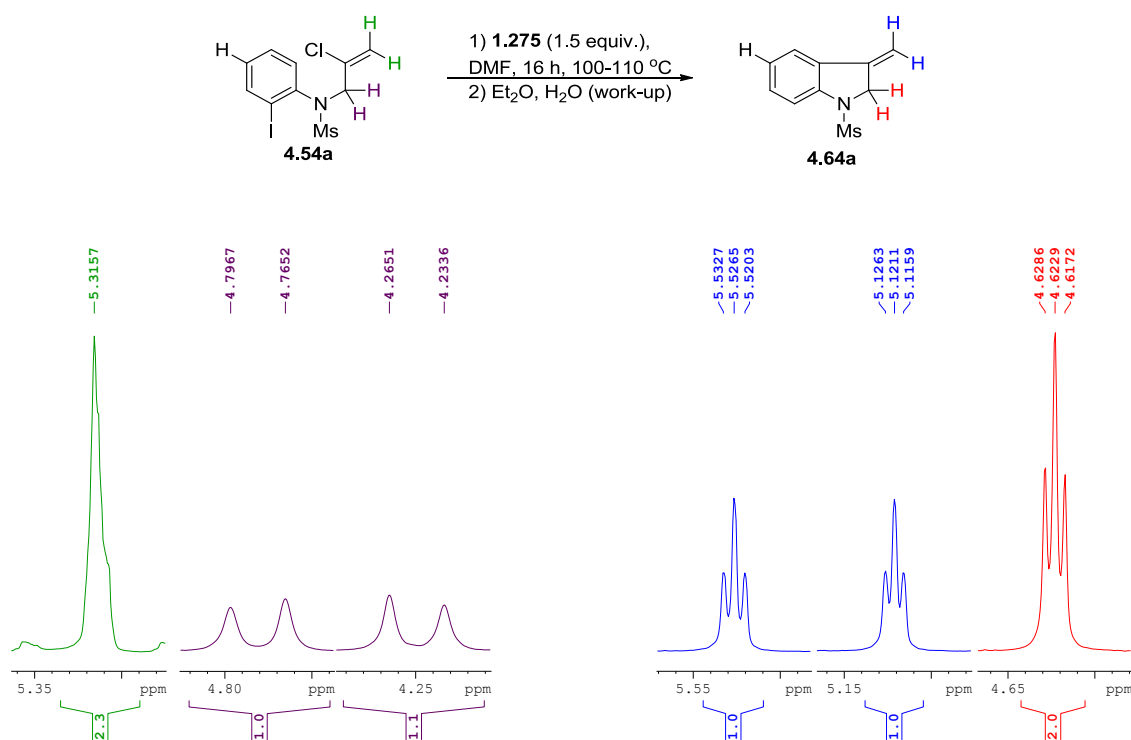 H
H
H
Cl
N
H
H
I
Ms
4.54a
1) 1.275 (1.5 equiv.),
DMF, 16 h, 100-110 °C
2) Et2O, H2O (work-up)
H
H
H
N
H
H
Ms
4.64a
5.3157
4.7967
4.7652
4.2651
4.2336
5.5327
5.5265
5.5203
5.1263
5.1211
5.1159
4.6286
4.6229
4.6172
5.35 ppm
4.80 ppm
4.25 ppm
5.55 ppm
5.15 ppm
4.65 ppm
2.3
1.0
1.1
1.0
1.0
2.0